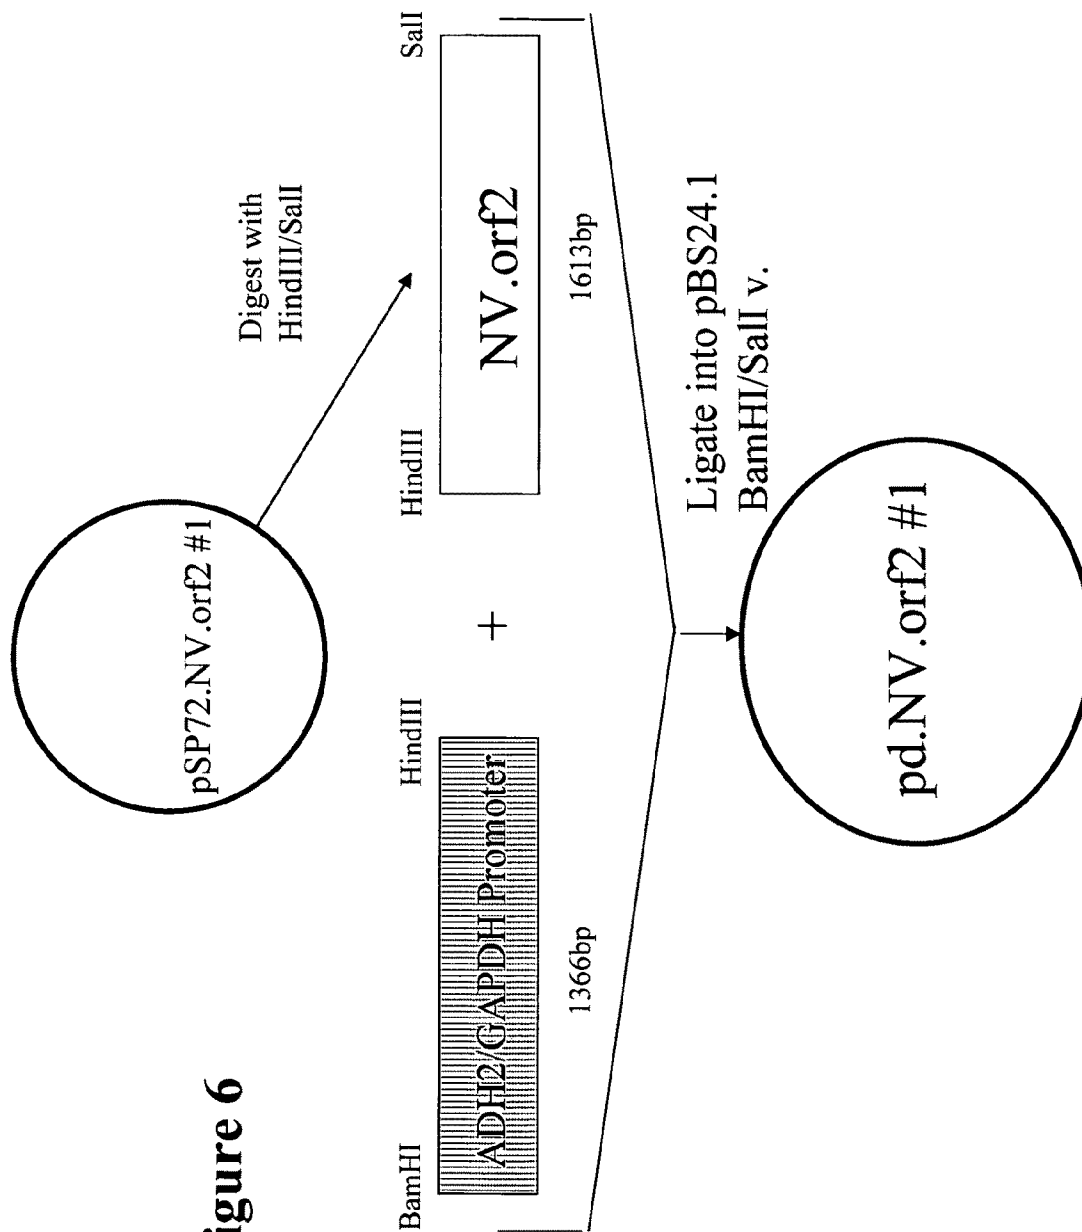 igure 6
pSP72.NV.orf2 #1
Digest with
HindIII/SalI
BamHI
HindIII
HindIII
SalI
ADH2/GAPDH Promoter
+
NV.orf2
1366bp
1613bp
Ligate into pBS24.1
BamHI/SalI v.
pd.NV.orf2 #1